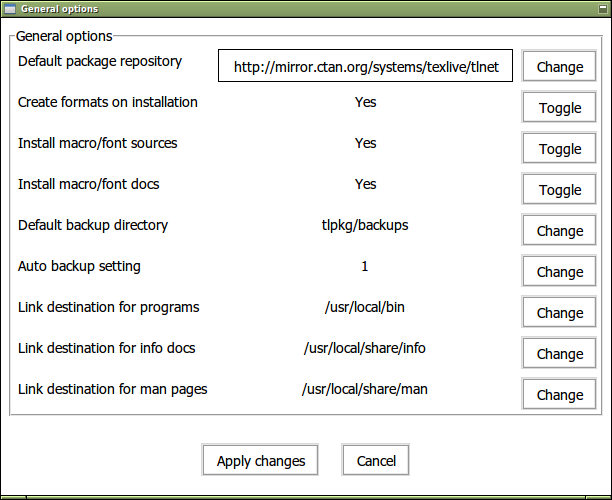 General options
General options
Default package repository http://mirror.ctan.org/systems/texlive/tlnet Change
Create formats on installation Yes Toggle
Install macro/font sources Yes Toggle
Install macro/font docs Yes Toggle
Default backup directory tlpkg/backups Change
Auto backup setting 1 Change
Link destination for programs /usr/local/bin Change
Link destination for info docs /usr/local/share/info Change
Link destination for man pages /usr/local/share/man Change
Apply changes Cancel